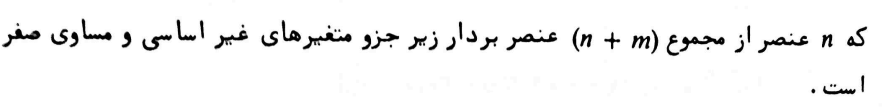 که n عنصر از مجموع (n + m) عنصر بردار زیر جزو متغیرهای غیر اساسی و مساوی صفر
است .